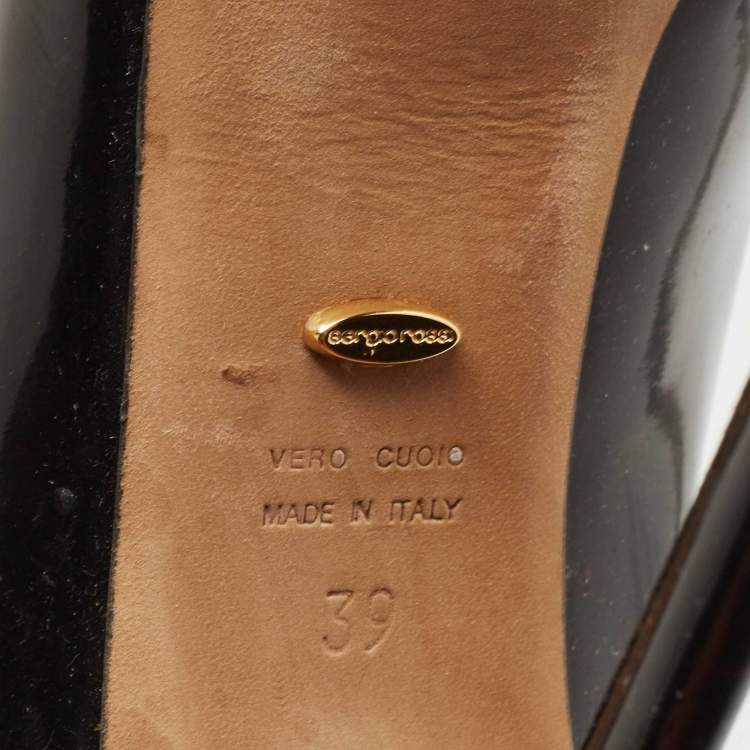 sergio rossi
VERO CUOIO
MADE IN ITALY
39